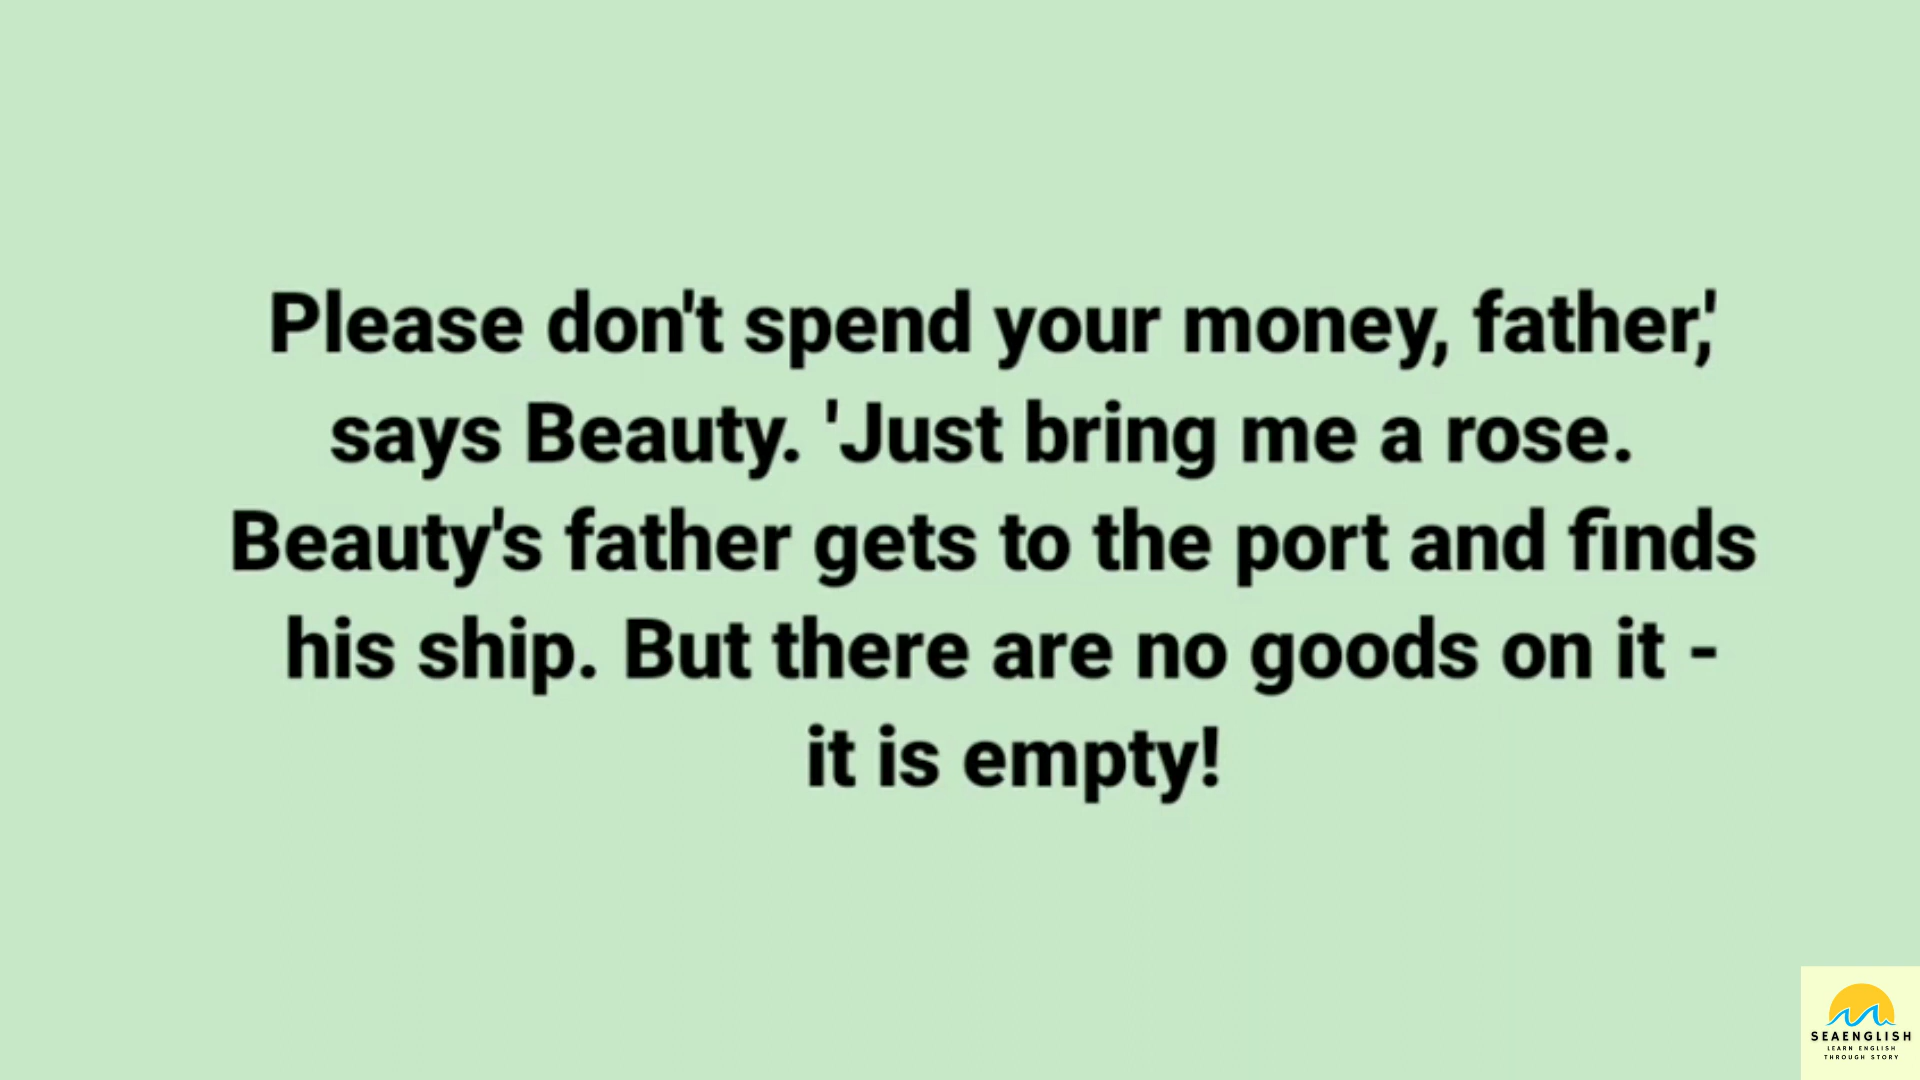 Please don't spend your money, father,'
says Beauty. 'Just bring me a rose.
Beauty's father gets to the port and finds
his ship. But there are no goods on it -
it is empty!
SEAENGLISH
LEARN ENGLISH
THROUGH STORY